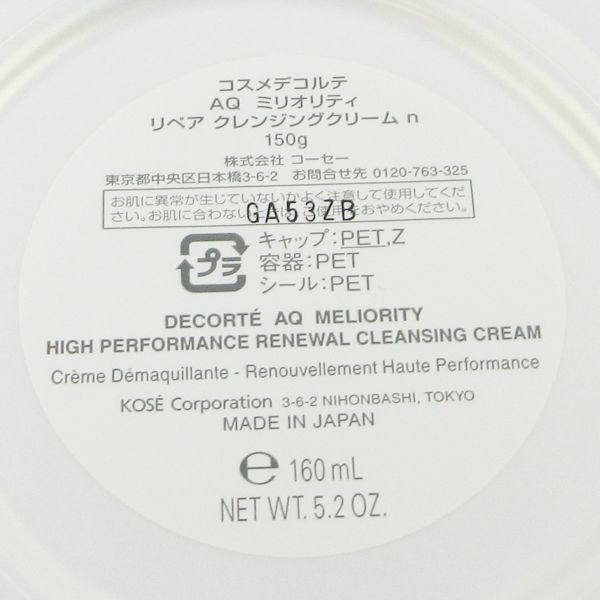 コスメデコルテ
AQ ミリオリティ
リペア クレンジングクリーム n
150g
株式会社 コーセー
東京都中央区日本橋3-6-2 お問合せ先 0120-763-325
お肌に異常が生じていないかよく注意して使用してくだ
さい。お肌に合わないときは、ご使用をおやめください。
GA53ZB
プラ
キャップ:PET,Z
容器:PET
シール:PET
DECORTÉ AQ MELIORITY
HIGH PERFORMANCE RENEWAL CLEANSING CREAM
Crème Démaquillante - Renouvellement Haute Performance
KOSÉ Corporation 3-6-2 NIHONBASHI, TOKYO
MADE IN JAPAN
℮ 160 mL
NET WT. 5.2 OZ.